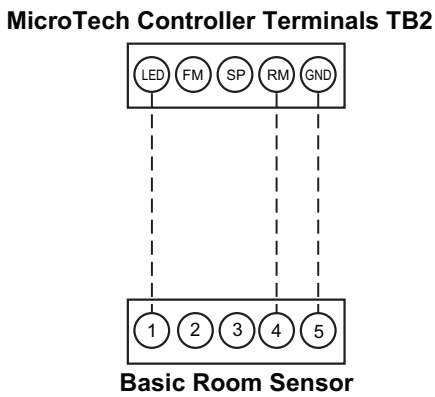 MicroTech Controller Terminals TB2
LED FM SP RM GND
1 2 3 4 5
Basic Room Sensor